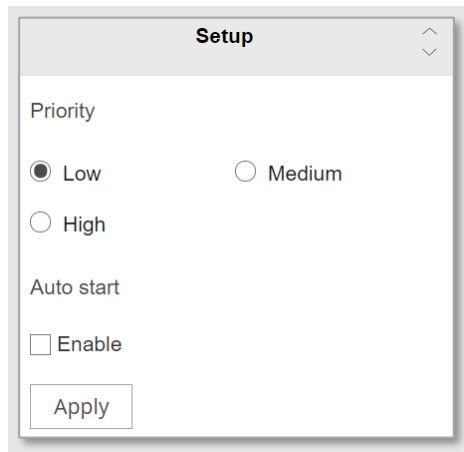 Setup
Priority
Low Medium
High
Auto start
Enable
Apply